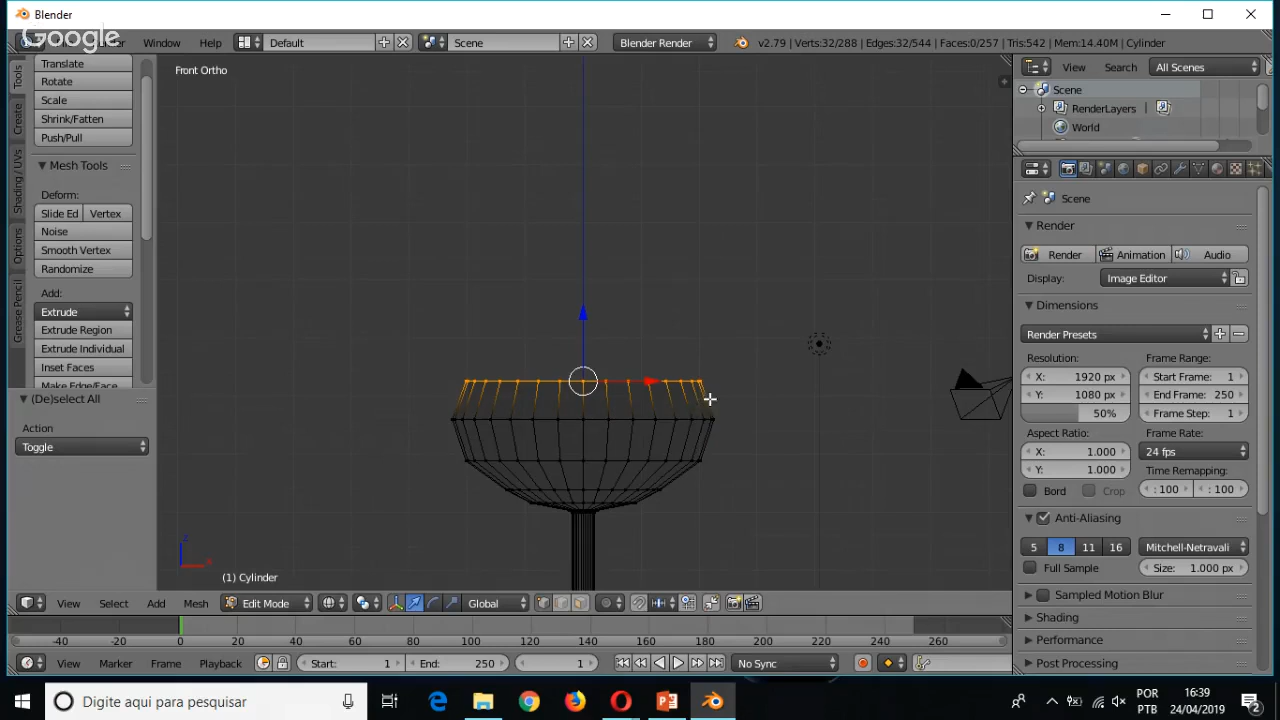 Blender
Google
Window Help Default Scene Blender Render v2.79 | Verts:32/288 | Edges:32/544 | Faces:0/257 | Tris:542 | Mem:14.40M | Cylinder
Tools
Create
Shading / UVs
Options
Grease Pencil
Translate
Rotate
Scale
Shrink/Fatten
Push/Pull
Mesh Tools
Deform:
Slide Ed Vertex
Noise
Smooth Vertex
Randomize
Add:
Extrude
Extrude Region
Extrude Individual
Inset Faces
Make Edge/Face
(De)select All
Action
Toggle
Front Ortho
z
x
(1) Cylinder
View Select Add Mesh Edit Mode Global
-40 -20 0 20 40 60 80 100 120 140 160 180 200 220 240 260
View Marker Frame Playback Start: 1 End: 250 1 No Sync
View Search All Scenes
Scene
RenderLayers
World
Scene
Render
Render Animation Audio
Display: Image Editor
Dimensions
Render Presets
Resolution: Frame Range:
X: 1920 px Start Frame: 1
Y: 1080 px End Frame: 250
50% Frame Step: 1
Aspect Ratio: Frame Rate:
X: 1.000 24 fps
Y: 1.000 Time Remapping:
Bord Crop : 100 : 100
Anti-Aliasing
5 8 11 16 Mitchell-Netravali
Full Sample Size: 1.000 px
Sampled Motion Blur
Shading
Performance
Post Processing
Digite aqui para pesquisar
POR
PTB
16:39
24/04/2019
2